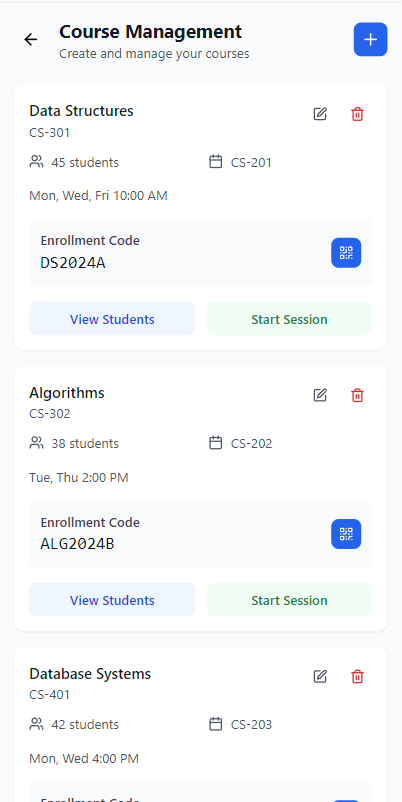 Course Management
Create and manage your courses
Data Structures
CS-301
45 students CS-201
Mon, Wed, Fri 10:00 AM
Enrollment Code
DS2024A
View Students Start Session
Algorithms
CS-302
38 students CS-202
Tue, Thu 2:00 PM
Enrollment Code
ALG2024B
View Students Start Session
Database Systems
CS-401
42 students CS-203
Mon, Wed 4:00 PM
Enrollment Code